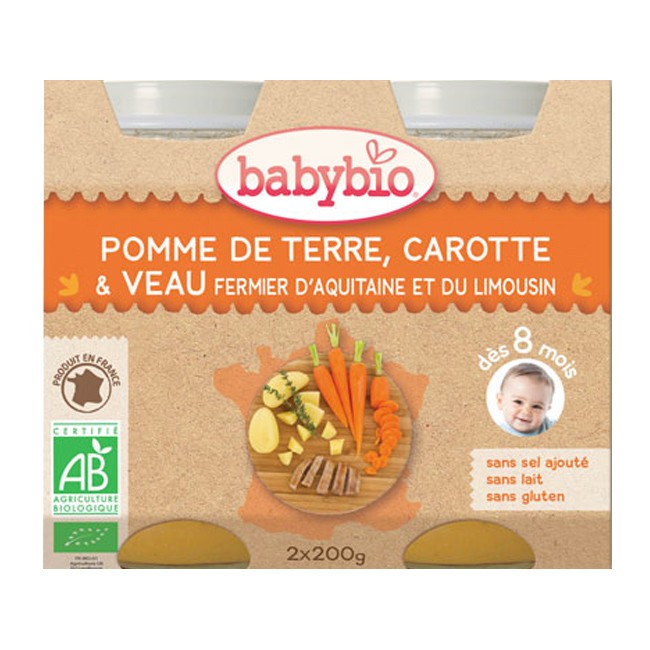 babybio
POMME DE TERRE, CAROTTE
& VEAU FERMIER D'AQUITAINE ET DU LIMOUSIN
dès 8 mois
PRODUIT EN FRANCE
CERTIFIÉ
AB
AGRICULTURE
BIOLOGIQUE
sans sel ajouté
sans lait
sans gluten
2x200g